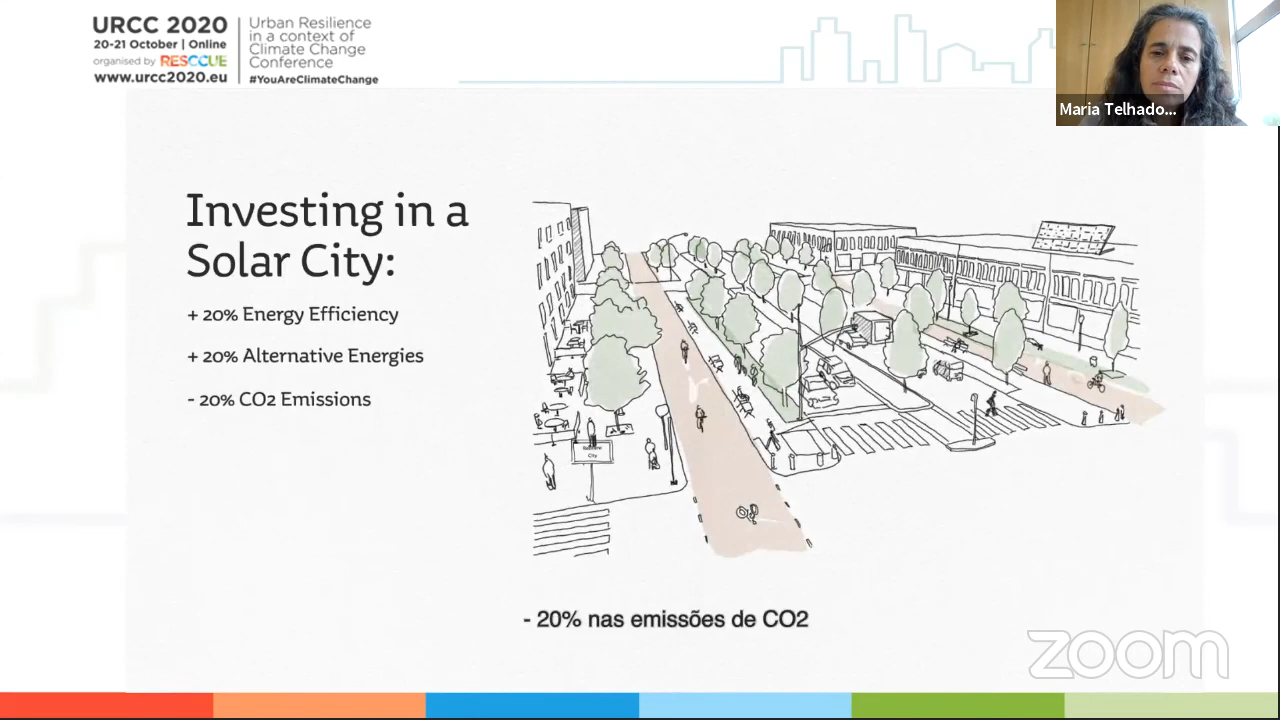 URCC 2020
20-21 October | Online
organised by RESCCUE
www.urcc2020.eu
Urban Resilience
in a context of
Climate Change
Conference
#YouAreClimateChange
Maria Telhado...
Investing in a
Solar City:
+ 20% Energy Efficiency
+ 20% Alternative Energies
- 20% CO2 Emissions
City
- 20% nas emissões de CO2
zoom